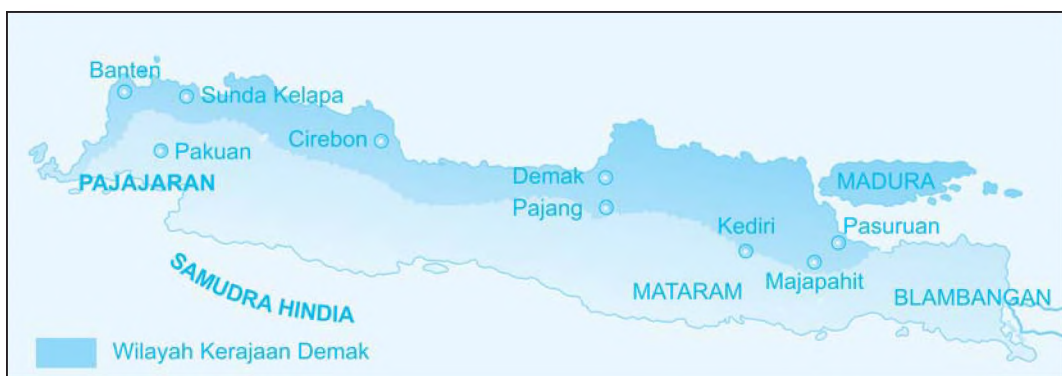 Banten
Sunda Kelapa
Cirebon
Pakuan
PAJAJARAN
Demak
MADURA
Pajang
Kediri
Pasuruan
Majapahit
MATARAM
BLAMBANGAN
SAMUDRA HINDIA
Wilayah Kerajaan Demak